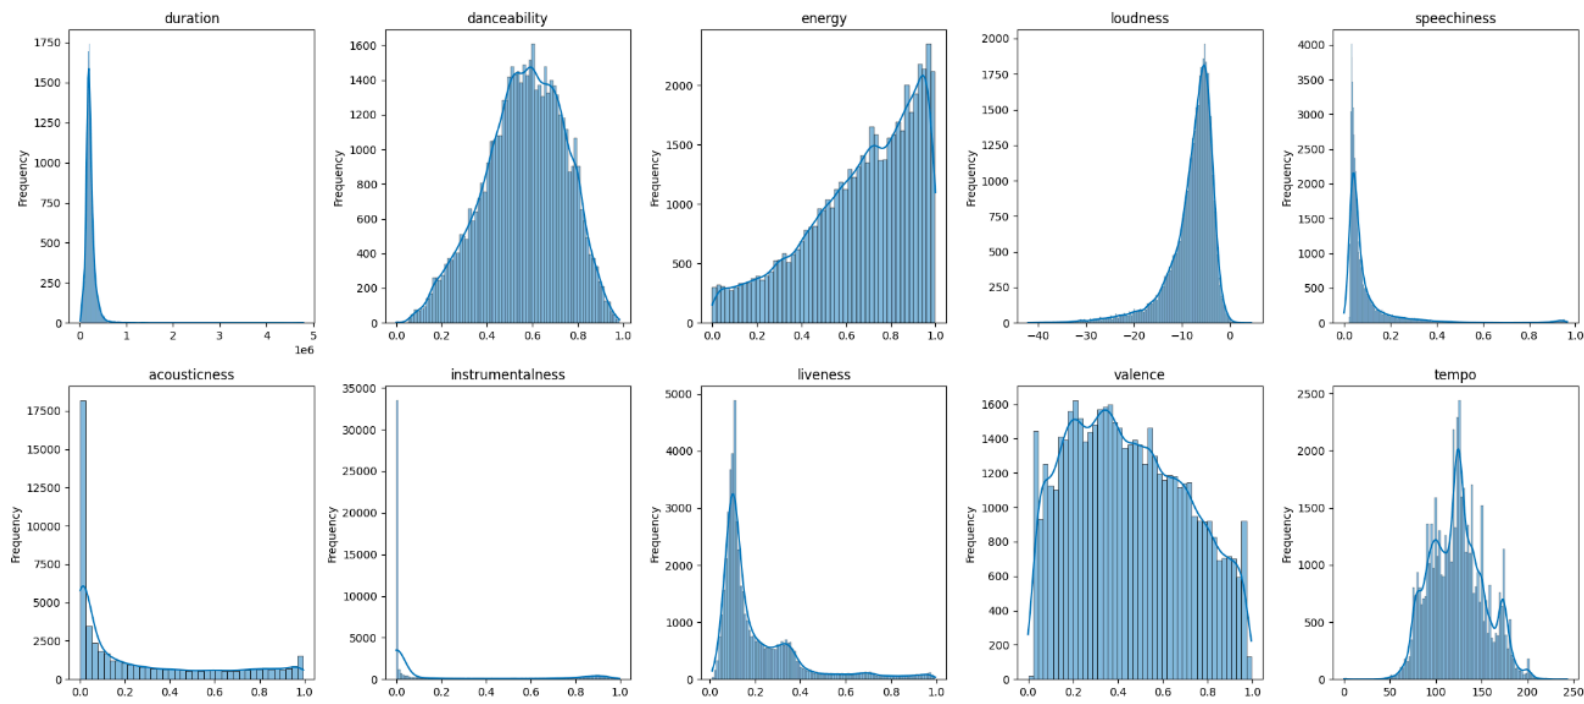 duration
danceability
energy
loudness
speechiness
Frequency
1750
1500
1250
1000
750
500
250
0
0 1 2 3 4 5
1e6
Frequency
1600
1400
1200
1000
800
600
400
200
0
0.0 0.2 0.4 0.6 0.8 1.0
Frequency
2000
1500
1000
500
0
0.0 0.2 0.4 0.6 0.8 1.0
Frequency
2000
1750
1500
1250
1000
750
500
250
0
−40 −30 −20 −10 0
Frequency
4000
3500
3000
2500
2000
1500
1000
500
0
0.0 0.2 0.4 0.6 0.8 1.0
acousticness
instrumentalness
liveness
valence
tempo
Frequency
17500
15000
12500
10000
7500
5000
2500
0
0.0 0.2 0.4 0.6 0.8 1.0
Frequency
35000
30000
25000
20000
15000
10000
5000
0
0.0 0.2 0.4 0.6 0.8 1.0
Frequency
5000
4000
3000
2000
1000
0
0.0 0.2 0.4 0.6 0.8 1.0
Frequency
1600
1400
1200
1000
800
600
400
200
0
0.0 0.2 0.4 0.6 0.8 1.0
Frequency
2500
2000
1500
1000
500
0
0 50 100 150 200 250